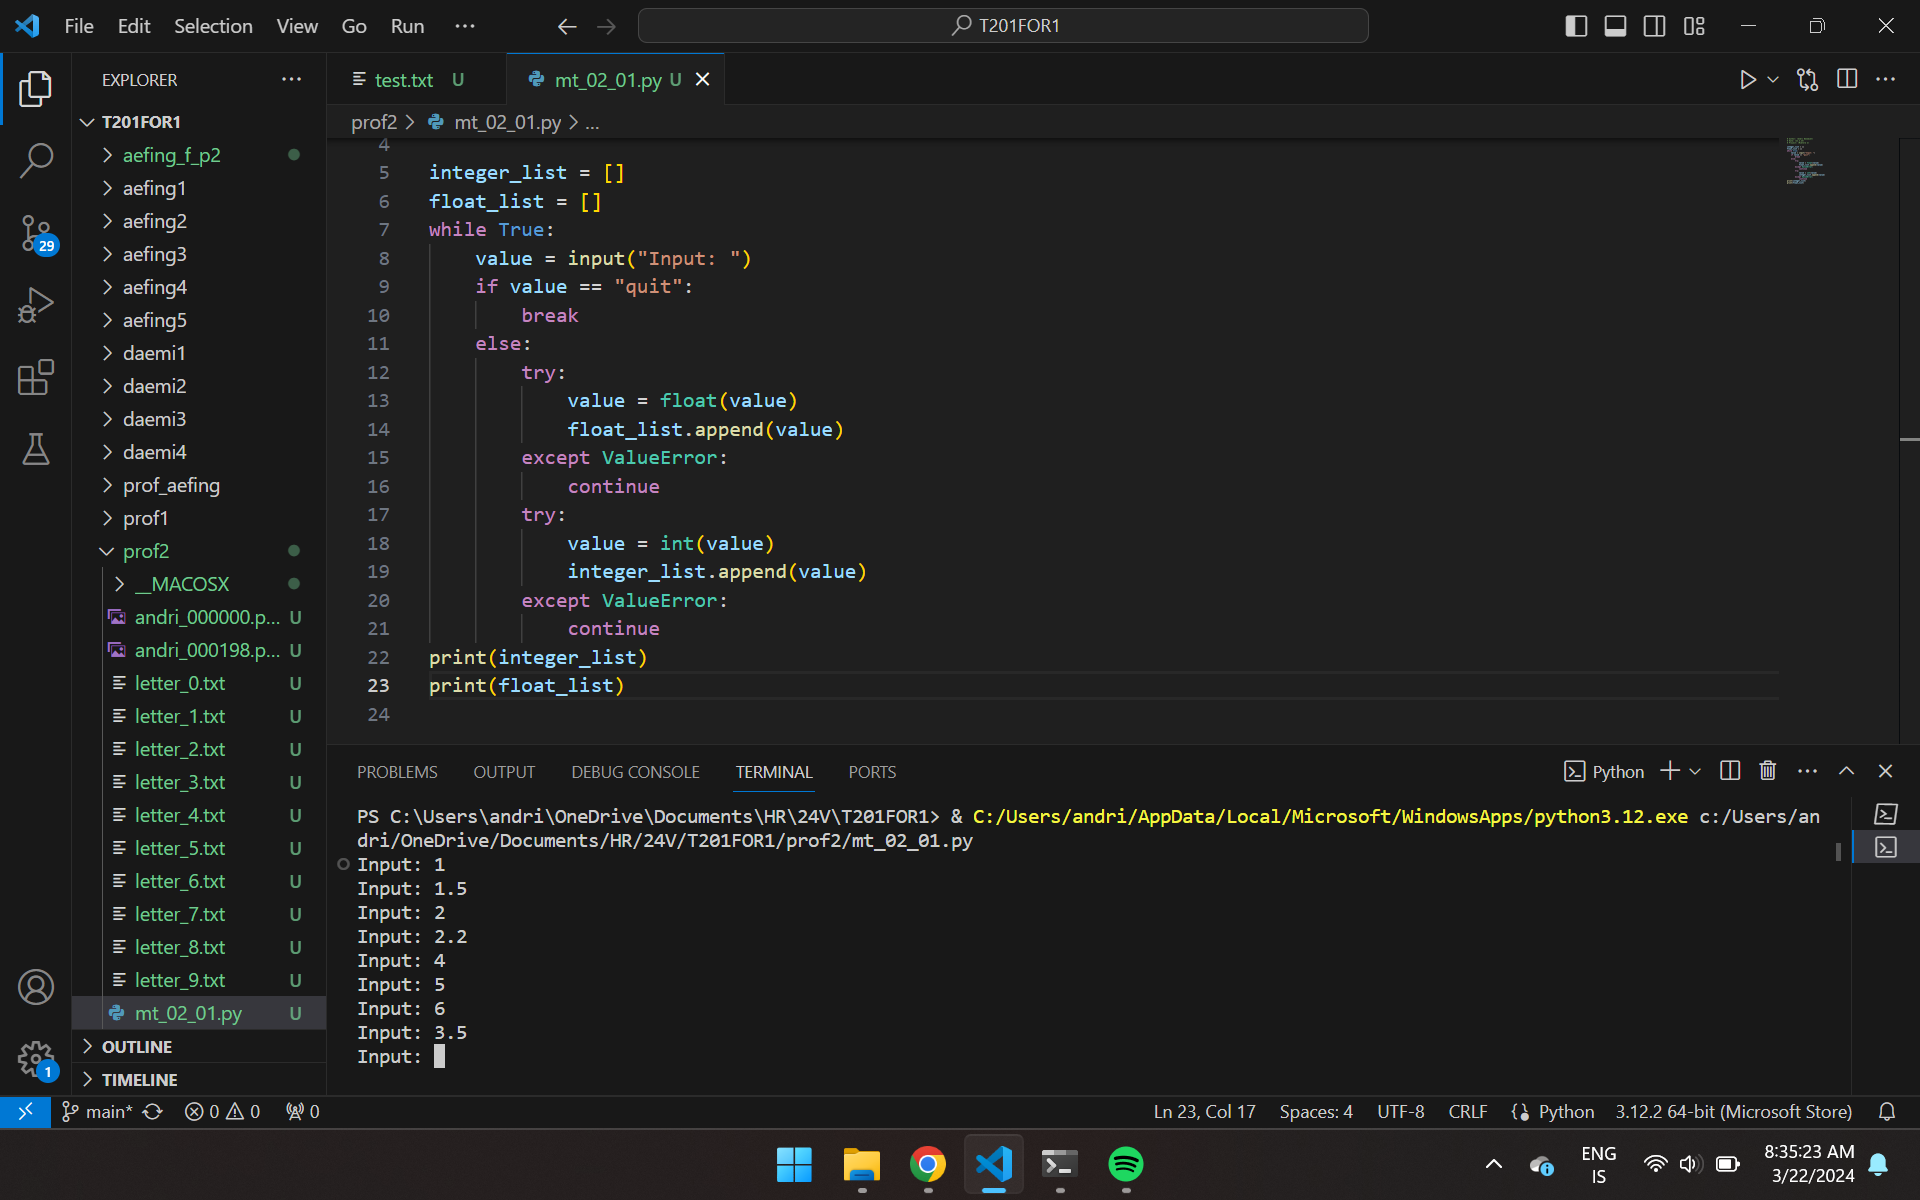 File Edit Selection View Go Run ···
T201FOR1
EXPLORER ···
T201FOR1
aefing_f_p2
aefing1
aefing2
aefing3
aefing4
aefing5
daemi1
daemi2
daemi3
daemi4
prof_aefing
prof1
prof2
__MACOSX
andri_000000.p... U
andri_000198.p... U
letter_0.txt U
letter_1.txt U
letter_2.txt U
letter_3.txt U
letter_4.txt U
letter_5.txt U
letter_6.txt U
letter_7.txt U
letter_8.txt U
letter_9.txt U
mt_02_01.py U
OUTLINE
TIMELINE
29
1
test.txt U
mt_02_01.py U
prof2 > mt_02_01.py > ...
4
5 integer_list = []
6 float_list = []
7 while True:
8 value = input("Input: ")
9 if value == "quit":
10 break
11 else:
12 try:
13 value = float(value)
14 float_list.append(value)
15 except ValueError:
16 continue
17 try:
18 value = int(value)
19 integer_list.append(value)
20 except ValueError:
21 continue
22 print(integer_list)
23 print(float_list)
24
PROBLEMS OUTPUT DEBUG CONSOLE TERMINAL PORTS
Python
PS C:\Users\andri\OneDrive\Documents\HR\24V\T201FOR1> & C:/Users/andri/AppData/Local/Microsoft/WindowsApps/python3.12.exe c:/Users/an
dri/OneDrive/Documents/HR/24V/T201FOR1/prof2/mt_02_01.py
Input: 1
Input: 1.5
Input: 2
Input: 2.2
Input: 4
Input: 5
Input: 6
Input: 3.5
Input:
main* 0 0 0
Ln 23, Col 17 Spaces: 4 UTF-8 CRLF Python 3.12.2 64-bit (Microsoft Store)
ENG
IS
8:35:23 AM
3/22/2024